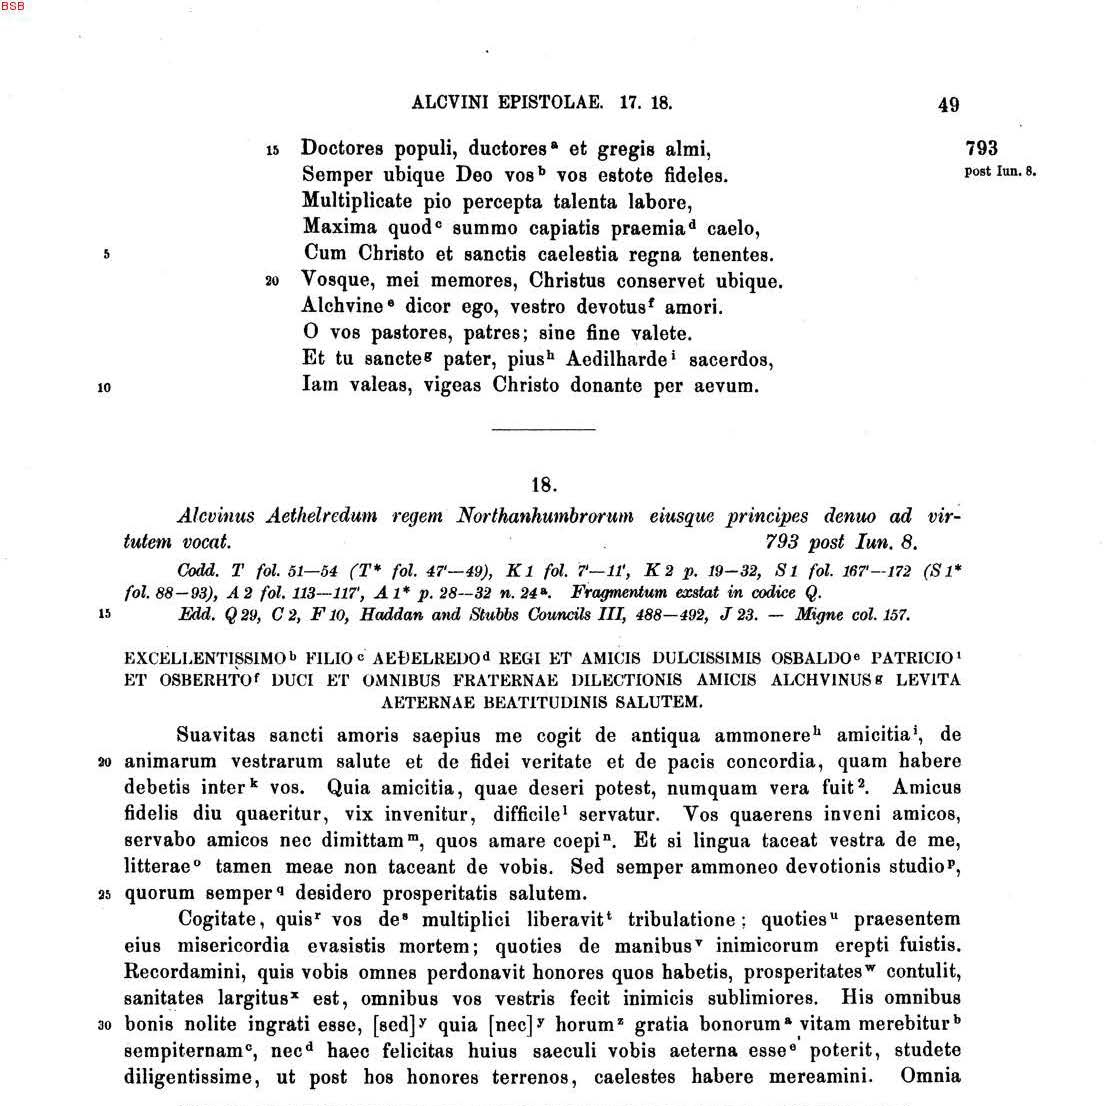 BSB
ALCVINI EPISTOLAE. 17. 18. 49
15 Doctores populi, ductores ᵃ et gregis almi, 793
Semper ubique Deo vos ᵇ vos estote fideles. post Iun. 8.
Multiplicate pio percepta talenta labore,
Maxima quod ᶜ summo capiatis praemia ᵈ caelo,
5 Cum Christo et sanctis caelestia regna tenentes.
20 Vosque, mei memores, Christus conservet ubique.
Alchvine ᵉ dicor ego, vestro devotus ᶠ amori.
O vos pastores, patres; sine fine valete.
Et tu sancte ᵍ pater, pius ʰ Aedilharde ⁱ sacerdos,
10 Iam valeas, vigeas Christo donante per aevum.
18.
Alcvinus Aethelredum regem Northanhumbrorum eiusque principes denuo ad vir-
tutem vocat. 793 post Iun. 8.
Codd. T fol. 51—54 (T* fol. 47'—49), K 1 fol. 7'—11', K 2 p. 19—32, S 1 fol. 167'—172 (S 1*
fol. 88—93), A 2 fol. 113—117', A 1* p. 28—32 n. 24ᵃ. Fragmentum exstat in codice Q.
15 Edd. Q 29, C 2, F 10, Haddan and Stubbs Councils III, 488—492, J 23. — Migne col. 157.
EXCELLENTISSIMO ᵇ FILIO ᶜ AEÐELREDO ᵈ REGI ET AMICIS DULCISSIMIS OSBALDO ᵉ PATRICIO ¹
ET OSBERHTO ᶠ DUCI ET OMNIBUS FRATERNAE DILECTIONIS AMICIS ALCHVINUS ᵍ LEVITA
AETERNAE BEATITUDINIS SALUTEM.
Suavitas sancti amoris saepius me cogit de antiqua ammonere ʰ amicitia ⁱ, de
20 animarum vestrarum salute et de fidei veritate et de pacis concordia, quam habere
debetis inter ᵏ vos. Quia amicitia, quae deseri potest, numquam vera fuit ². Amicus
fidelis diu quaeritur, vix invenitur, difficile ˡ servatur. Vos quaerens inveni amicos,
servabo amicos nec dimittam ᵐ, quos amare coepi ⁿ. Et si lingua taceat vestra de me,
litterae ᵒ tamen meae non taceant de vobis. Sed semper ammoneo devotionis studio ᵖ,
25 quorum semper q desidero prosperitatis salutem.
Cogitate, quis ʳ vos de ˢ multiplici liberavit ᵗ tribulatione; quoties ᵘ praesentem
eius misericordia evasistis mortem; quoties de manibus ᵛ inimicorum erepti fuistis.
Recordamini, quis vobis omnes perdonavit honores quos habetis, prosperitates ʷ contulit,
sanitates largitus ˣ est, omnibus vos vestris fecit inimicis sublimiores. His omnibus
30 bonis nolite ingrati esse, [sed] ʸ quia [nec] ʸ horum ᶻ gratia bonorum ᵃ vitam merebitur ᵇ
sempiternam ᶜ, nec ᵈ haec felicitas huius saeculi vobis aeterna esse ᵉ poterit, studete
diligentissime, ut post hos honores terrenos, caelestes habere mereamini. Omnia